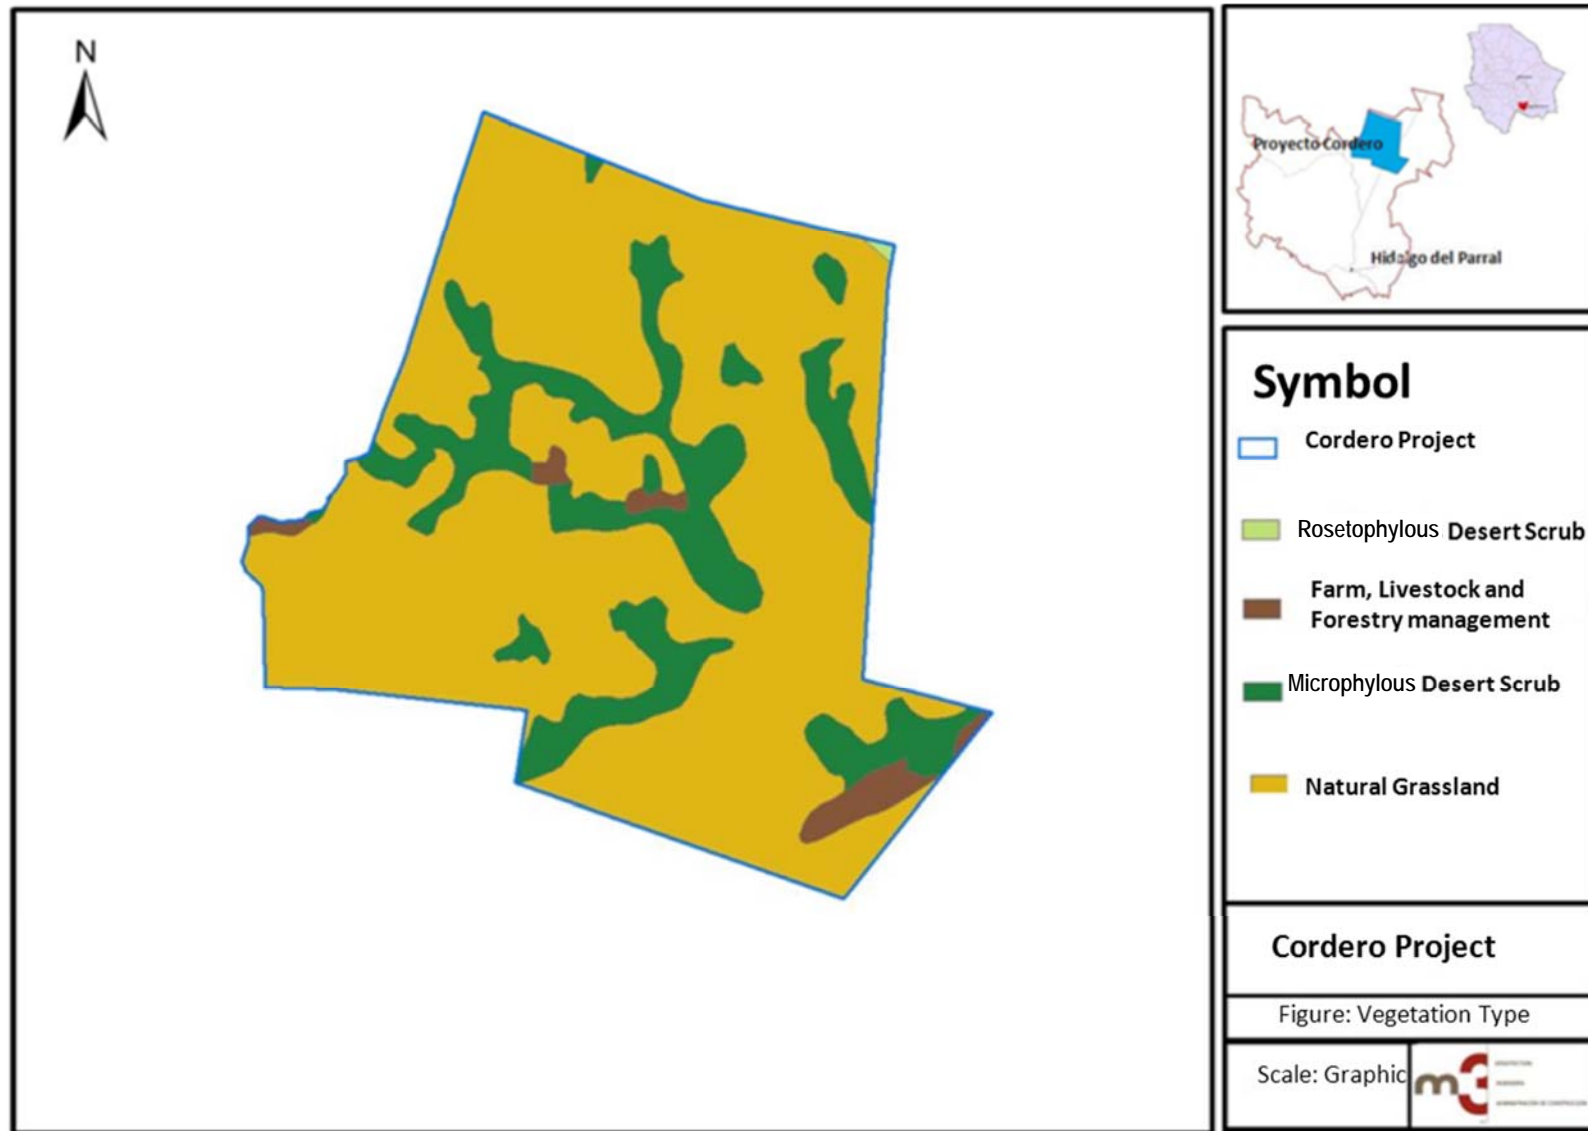 N
Proyecto Cordero
Hidalgo del Parral
Symbol
Cordero Project
Rosetophylous Desert Scrub
Farm, Livestock and
Forestry management
Microphylous Desert Scrub
Natural Grassland
Cordero Project
Figure: Vegetation Type
Scale: Graphic
m3